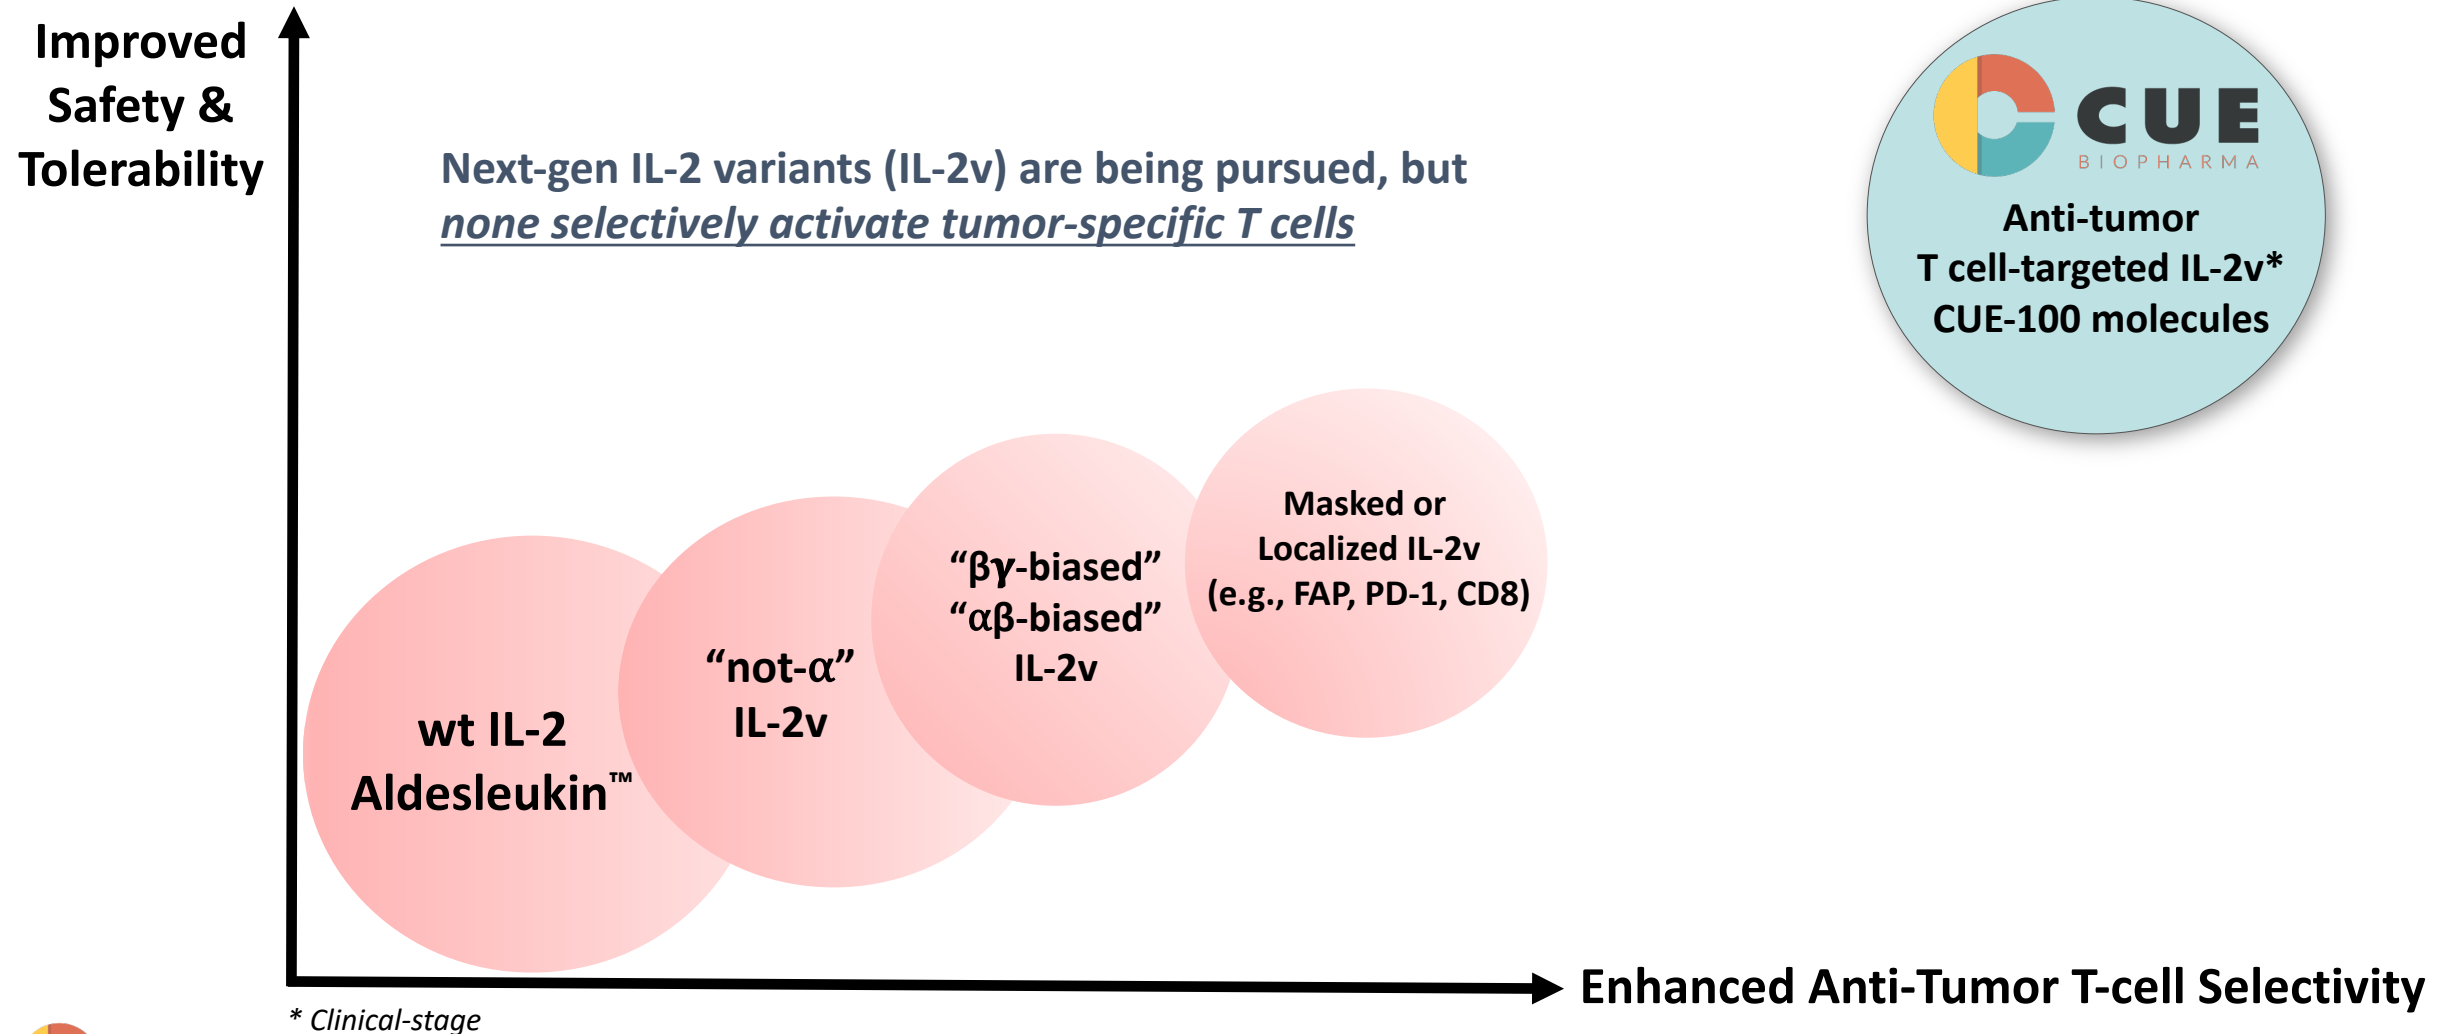 Improved
Safety &
Tolerability
Next-gen IL-2 variants (IL-2v) are being pursued, but
none selectively activate tumor-specific T cells
CUE
BIOPHARMA
Anti-tumor
T cell-targeted IL-2v*
CUE-100 molecules
wt IL-2
Aldesleukin™
“not-α”
IL-2v
“βγ-biased”
“αβ-biased”
IL-2v
Masked or
Localized IL-2v
(e.g., FAP, PD-1, CD8)
Enhanced Anti-Tumor T-cell Selectivity
* Clinical-stage